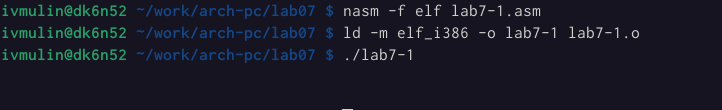 ivmulin@dk6n52 ~/work/arch-pc/lab07 $ nasm -f elf lab7-1.asm
ivmulin@dk6n52 ~/work/arch-pc/lab07 $ ld -m elf_i386 -o lab7-1 lab7-1.o
ivmulin@dk6n52 ~/work/arch-pc/lab07 $ ./lab7-1